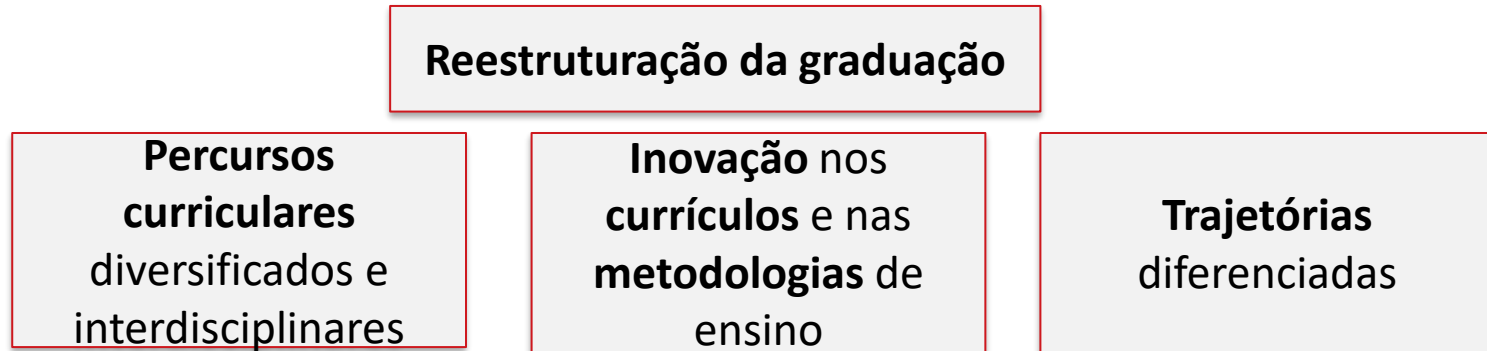 Reestruturação da graduação
Percursos
curriculares
diversificados e
interdisciplinares
Inovação nos
currículos e nas
metodologias de
ensino
Trajetórias
diferenciadas